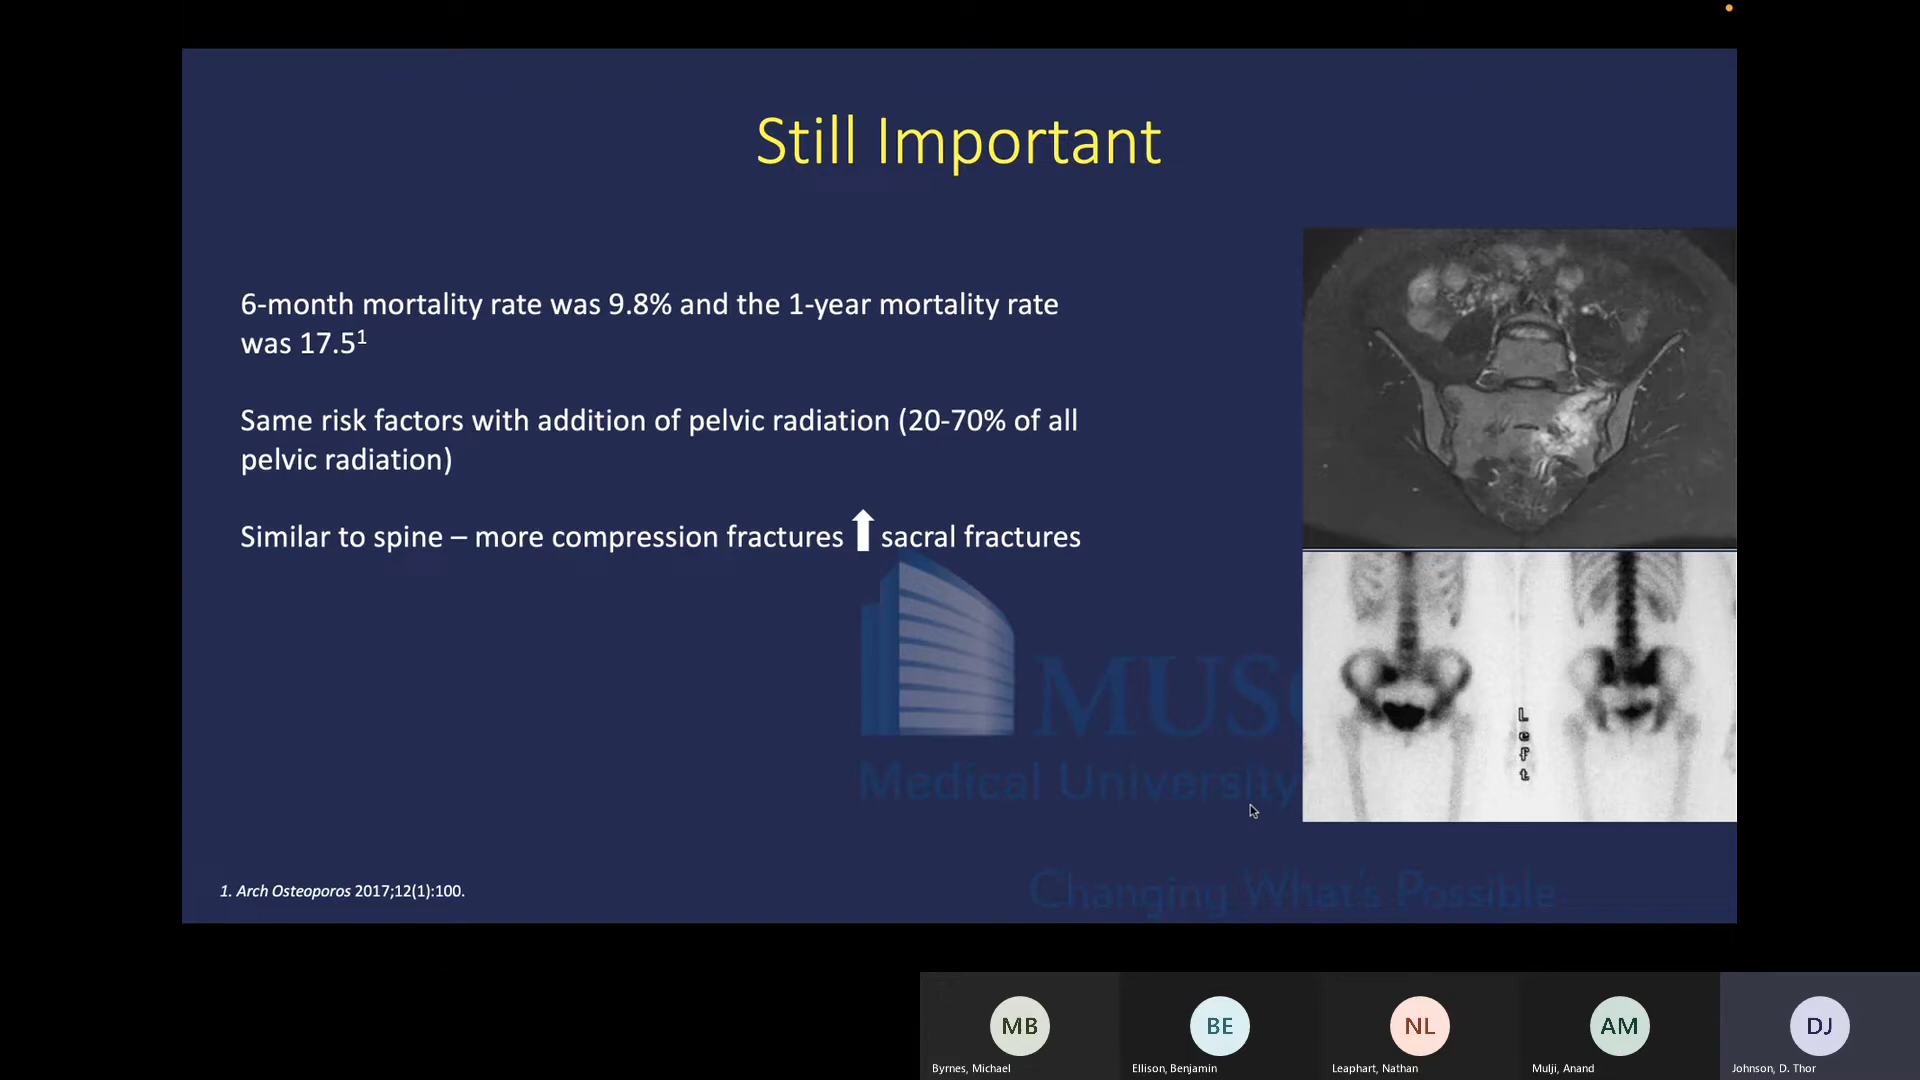 Still Important
6-month mortality rate was 9.8% and the 1-year mortality rate
was 17.5¹
Same risk factors with addition of pelvic radiation (20-70% of all
pelvic radiation)
Similar to spine – more compression fractures ⬆ sacral fractures
Left
MUS
Medical University
Changing What's Possible
1. Arch Osteoporos 2017;12(1):100.
MB
BE
NL
AM
DJ
Byrnes, Michael
Ellison, Benjamin
Leaphart, Nathan
Mulji, Anand
Johnson, D. Thor